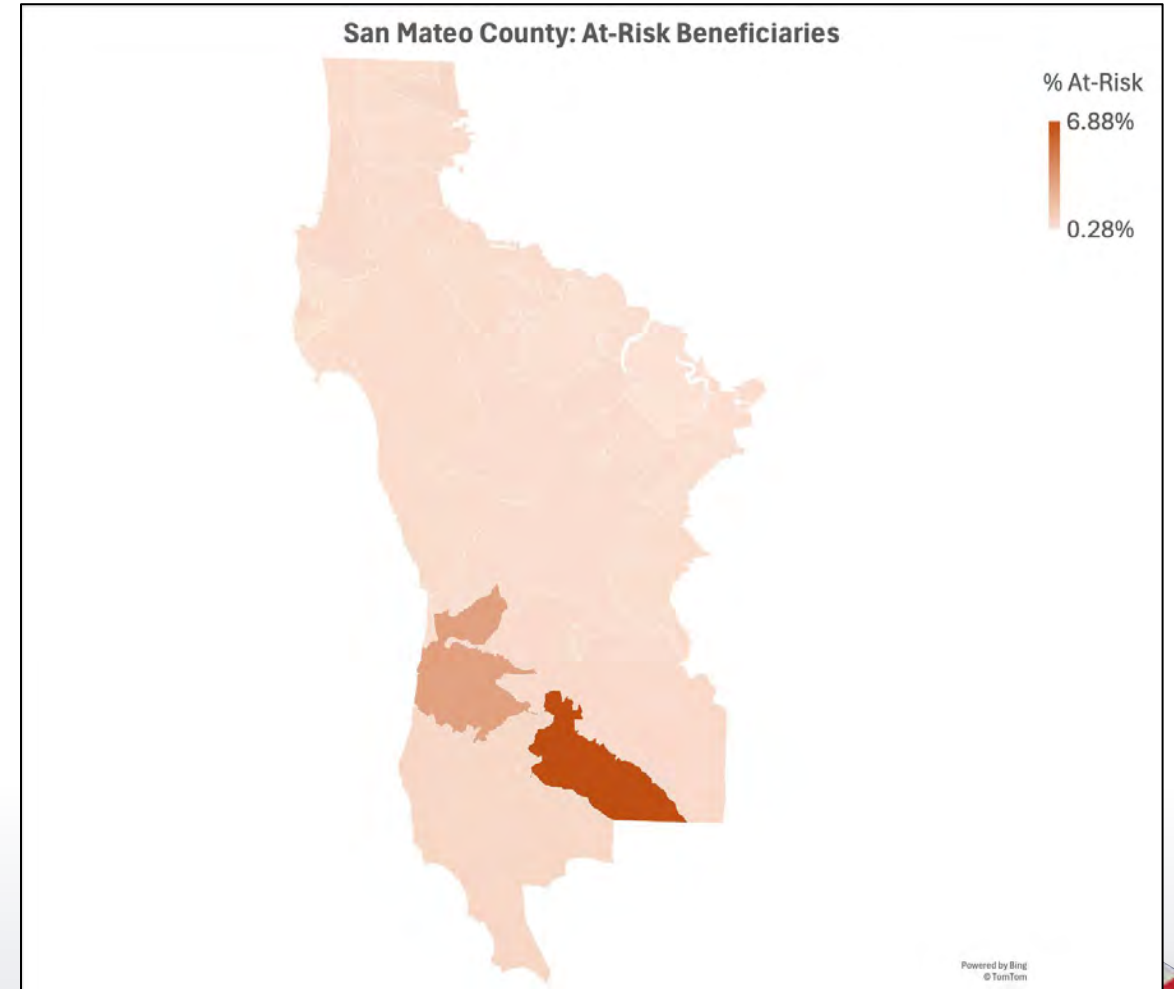 San Mateo County: At-Risk Beneficiaries
% At-Risk
6.88%
0.28%
Powered by Bing
© TomTom